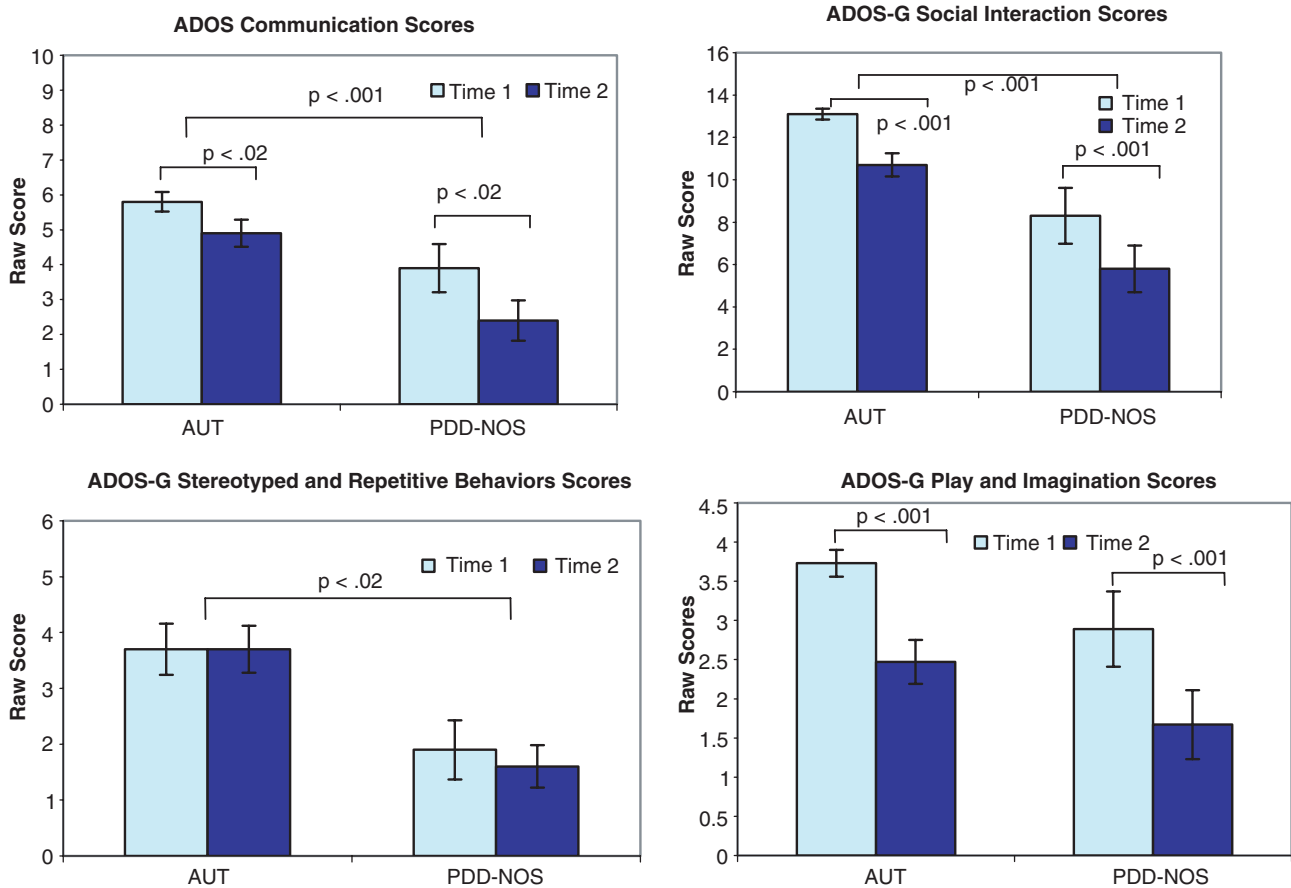 ADOS Communication Scores
Raw Score
10
9
8
7
6
5
4
3
2
1
0
Time 1 Time 2
p < .001
p < .02
p < .02
AUT PDD-NOS
ADOS-G Social Interaction Scores
Raw Score
16
14
12
10
8
6
4
2
0
p < .001
Time 1
Time 2
p < .001
p < .001
AUT PDD-NOS
ADOS-G Stereotyped and Repetitive Behaviors Scores
Raw Score
6
5
4
3
2
1
0
Time 1 Time 2
p < .02
AUT PDD-NOS
ADOS-G Play and Imagination Scores
Raw Scores
4.5
4
3.5
3
2.5
2
1.5
1
0.5
0
p < .001
Time 1 Time 2
p < .001
AUT PDD-NOS